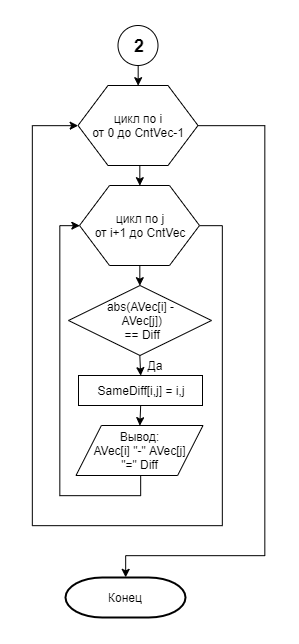 2
цикл по i
от 0 до CntVec-1
цикл по j
от i+1 до CntVec
abs(AVec[i] -
AVec[j])
== Diff
Да
SameDiff[i,j] = i,j
Вывод:
AVec[i] "-" AVec[j]
"=" Diff
Конец